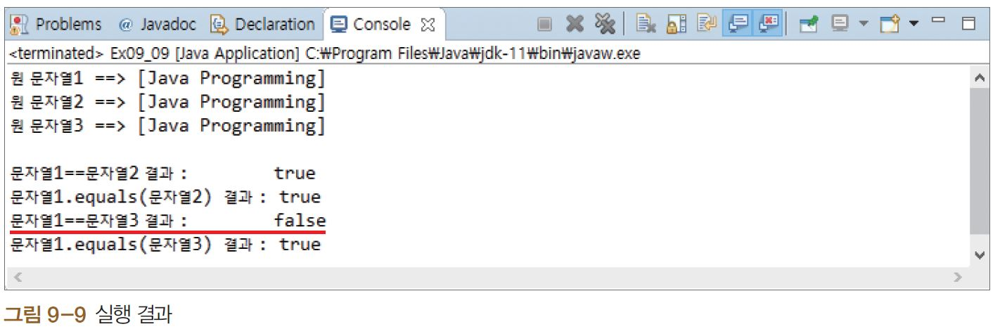 Problems @ Javadoc Declaration Console
<terminated> Ex09_09 [Java Application] C:₩Program Files₩Java₩jdk-11₩bin₩javaw.exe
원 문자열1 ==> [Java Programming]
원 문자열2 ==> [Java Programming]
원 문자열3 ==> [Java Programming]
문자열1==문자열2 결과 : true
문자열1.equals(문자열2) 결과 : true
문자열1==문자열3 결과 : false
문자열1.equals(문자열3) 결과 : true
그림 9-9 실행 결과